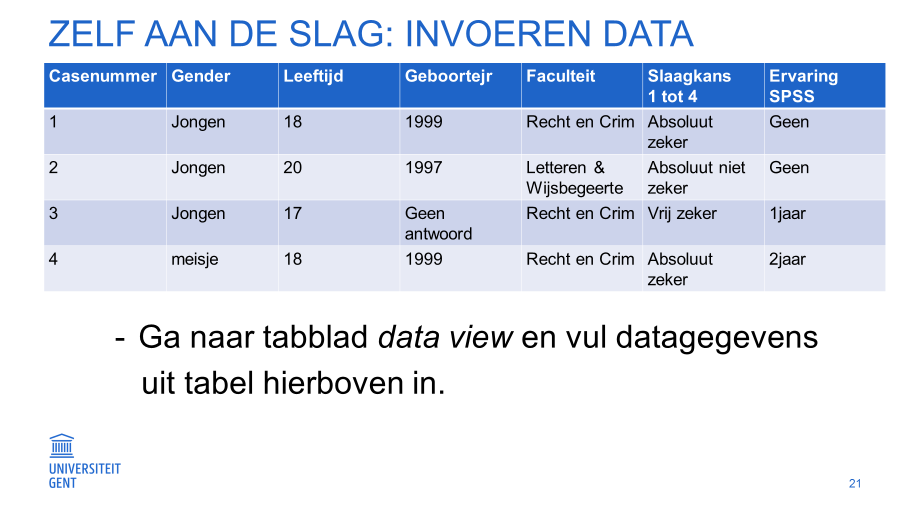 ZELF AAN DE SLAG: INVOEREN DATA
Casenummer Gender Leeftijd Geboortejr Faculteit Slaagkans 1 tot 4 Ervaring SPSS
1 Jongen 18 1999 Recht en Crim Absoluut zeker Geen
2 Jongen 20 1997 Letteren & Wijsbegeerte Absoluut niet zeker Geen
3 Jongen 17 Geen antwoord Recht en Crim Vrij zeker 1jaar
4 meisje 18 1999 Recht en Crim Absoluut zeker 2jaar
- Ga naar tabblad data view en vul datagegevens
uit tabel hierboven in.
UNIVERSITEIT
GENT
21